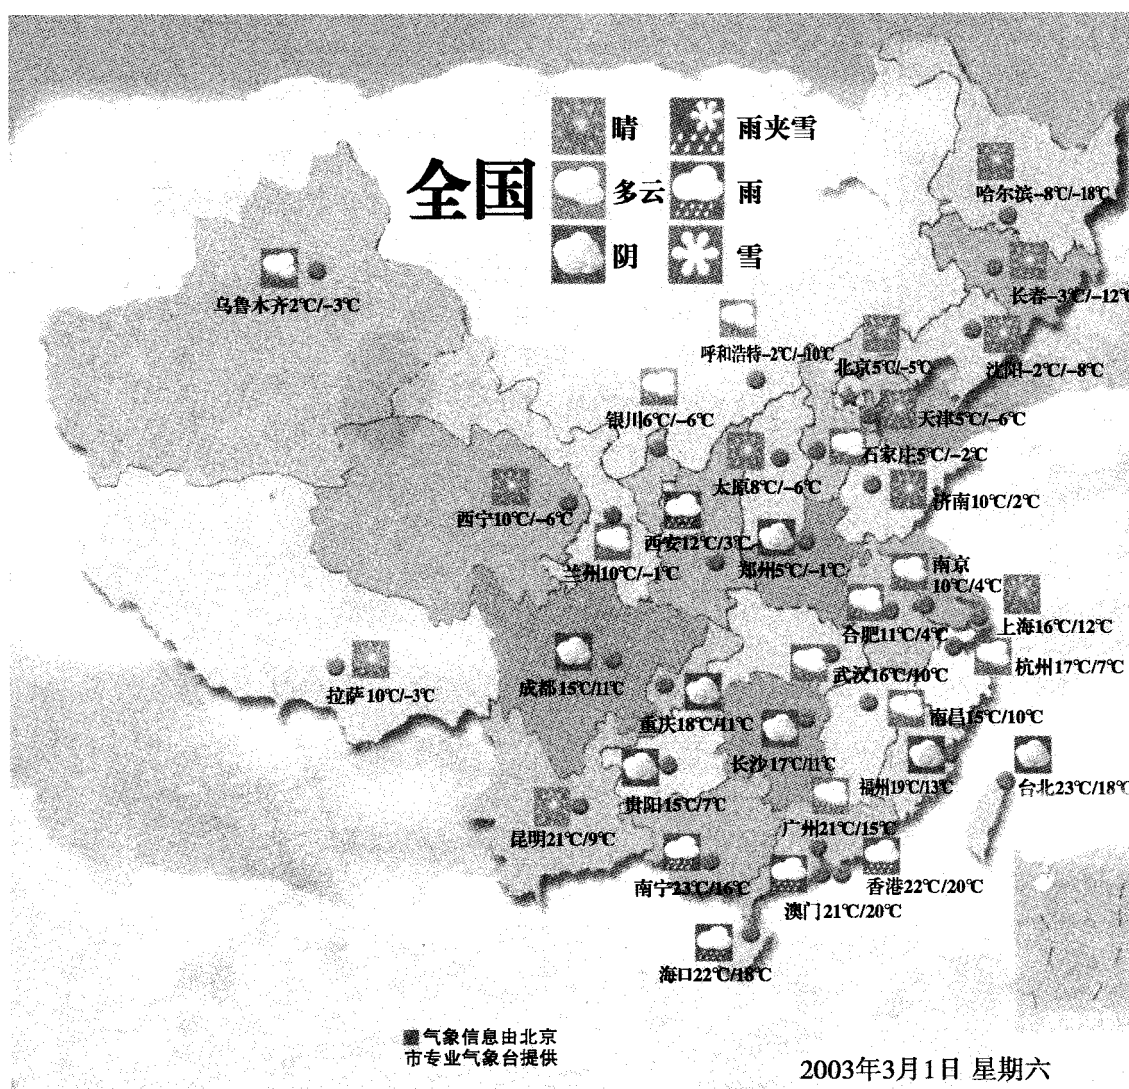 全国
晴
雨夹雪
多云
雨
阴
雪
哈尔滨-8℃/-18℃
乌鲁木齐2℃/-3℃
长春-3℃/-12℃
呼和浩特-2℃/-10℃
北京5℃/-5℃
沈阳-2℃/-8℃
银川6℃/-6℃
天津5℃/-6℃
石家庄5℃/-2℃
太原8℃/-6℃
济南10℃/2℃
西宁10℃/-6℃
西安12℃/3℃
兰州10℃/-1℃
郑州5℃/-1℃
南京
10℃/4℃
合肥11℃/4℃
上海16℃/12℃
杭州17℃/7℃
武汉16℃/10℃
拉萨10℃/-3℃
成都15℃/11℃
重庆18℃/11℃
南昌15℃/10℃
长沙17℃/11℃
福州19℃/13℃
台北23℃/18℃
贵阳15℃/7℃
昆明21℃/9℃
广州21℃/15℃
南宁23℃/16℃
香港22℃/20℃
澳门21℃/20℃
海口22℃/18℃
气象信息由北京
市专业气象台提供
2003年3月1日 星期六